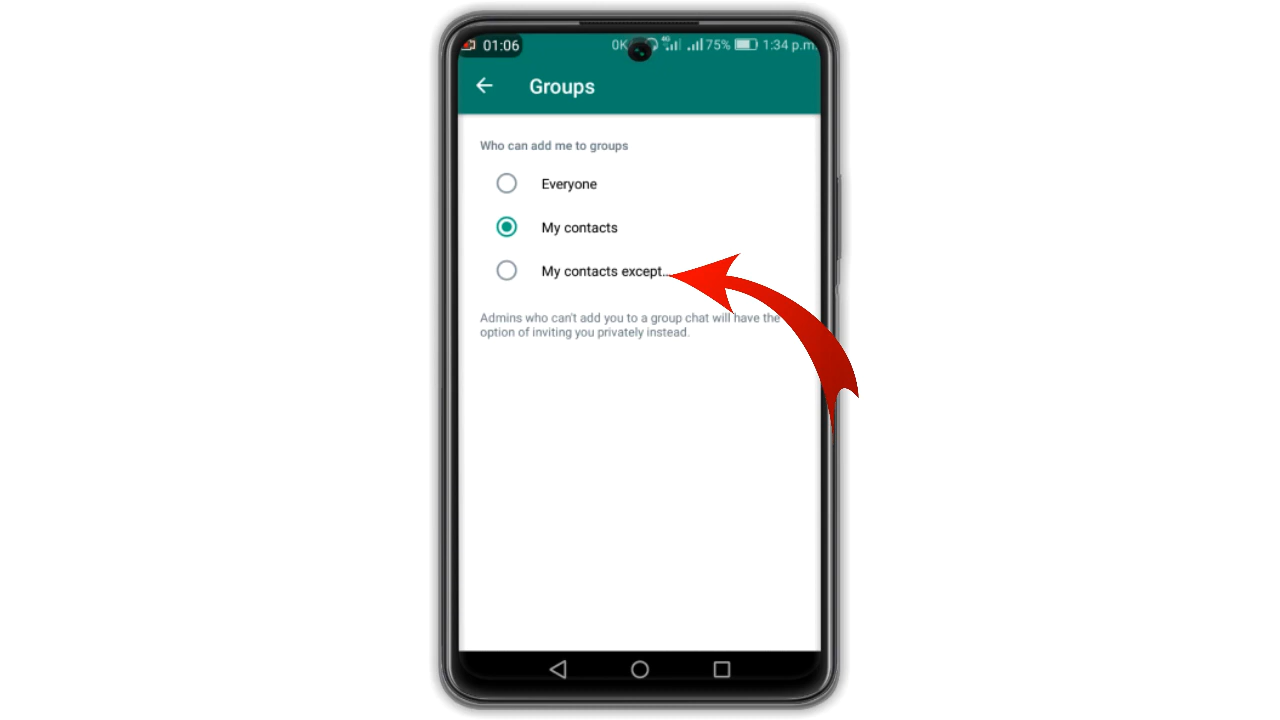 01:06 0K 4G 75% 1:34 p.m.
Groups
Who can add me to groups
Everyone
My contacts
My contacts except...
Admins who can't add you to a group chat will have the
option of inviting you privately instead.